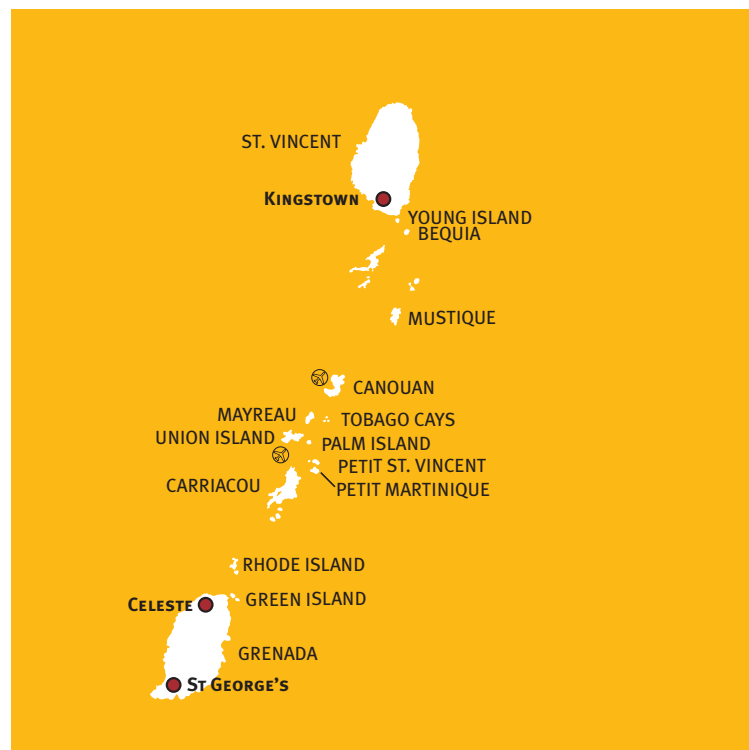 ST. VINCENT
KINGSTOWN
YOUNG ISLAND
BEQUIA
MUSTIQUE
CANOUAN
MAYREAU
TOBAGO CAYS
UNION ISLAND
PALM ISLAND
PETIT ST. VINCENT
CARRIACOU
PETIT MARTINIQUE
RHODE ISLAND
GREEN ISLAND
CELESTE
GRENADA
ST GEORGE'S